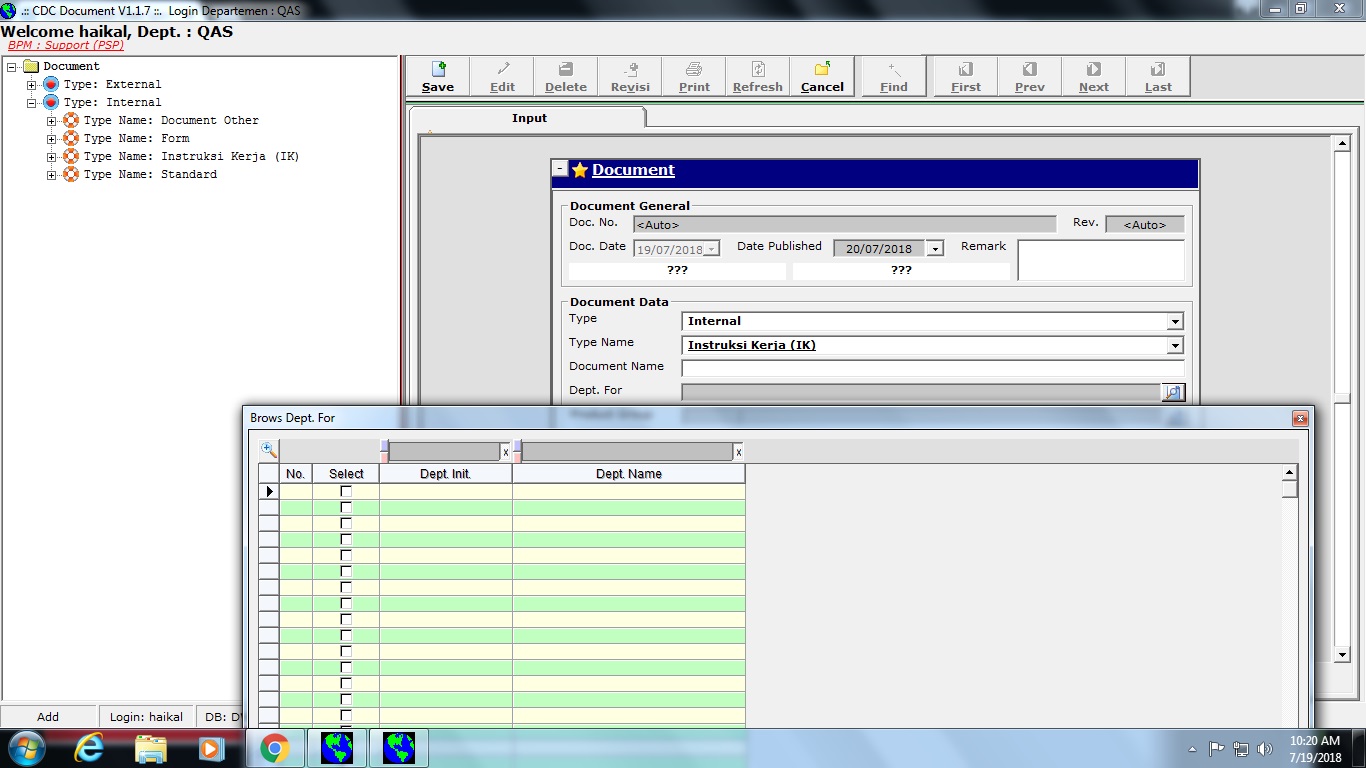 .:: CDC Document V1.1.7 ::. Login Departemen : QAS
Welcome haikal, Dept. : QAS
BPM : Support (PSP)
Document
Type: External
Type: Internal
Type Name: Document Other
Type Name: Form
Type Name: Instruksi Kerja (IK)
Type Name: Standard
Save Edit Delete Revisi Print Refresh Cancel Find First Prev Next Last
Input
Document
Document General
Doc. No. <Auto> Rev. <Auto>
Doc. Date 19/07/2018 Date Published 20/07/2018 Remark
??? ???
Document Data
Type Internal
Type Name Instruksi Kerja (IK)
Document Name
Dept. For
Product Group
Brows Dept. For
x x
No. Select Dept. Init. Dept. Name
Add Login: haikal DB:
10:20 AM
7/19/2018